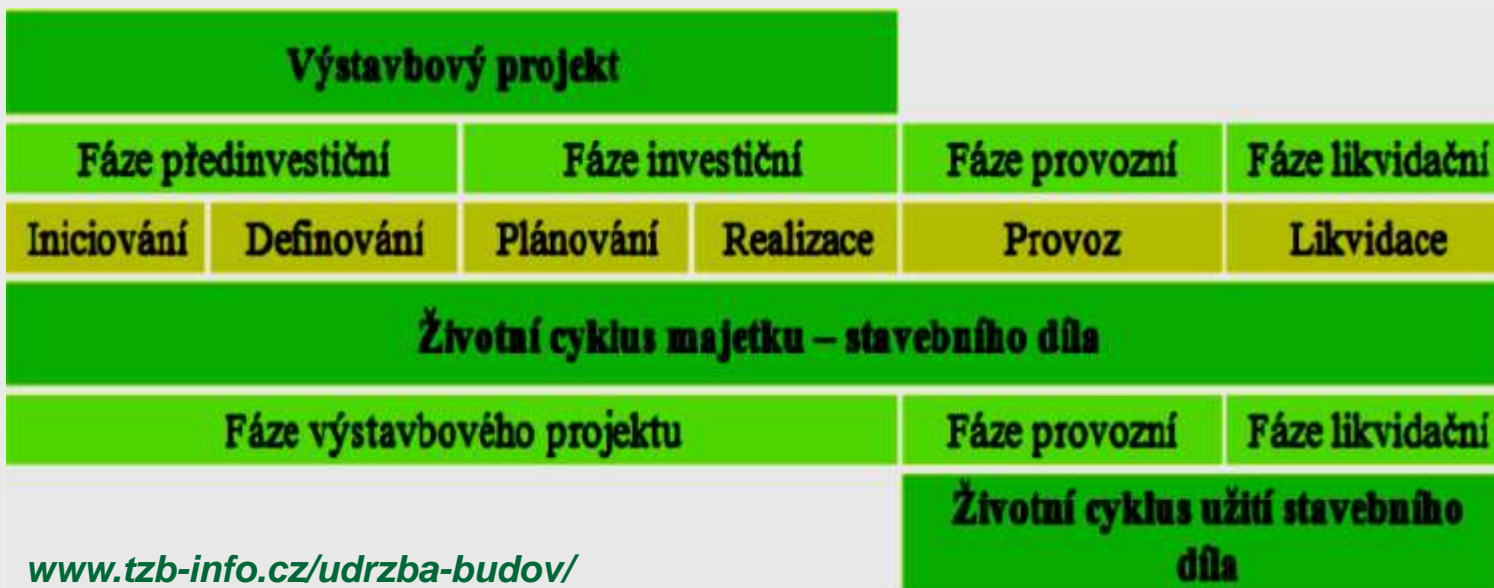 Výstavbový projekt
Fáze předinvestiční Fáze investiční Fáze provozní Fáze likvidační
Iniciování Definování Plánování Realizace Provoz Likvidace
Životní cyklus majetku – stavebního díla
Fáze výstavbového projektu Fáze provozní Fáze likvidační
Životní cyklus užití stavebního
díla
www.tzb-info.cz/udrzba-budov/